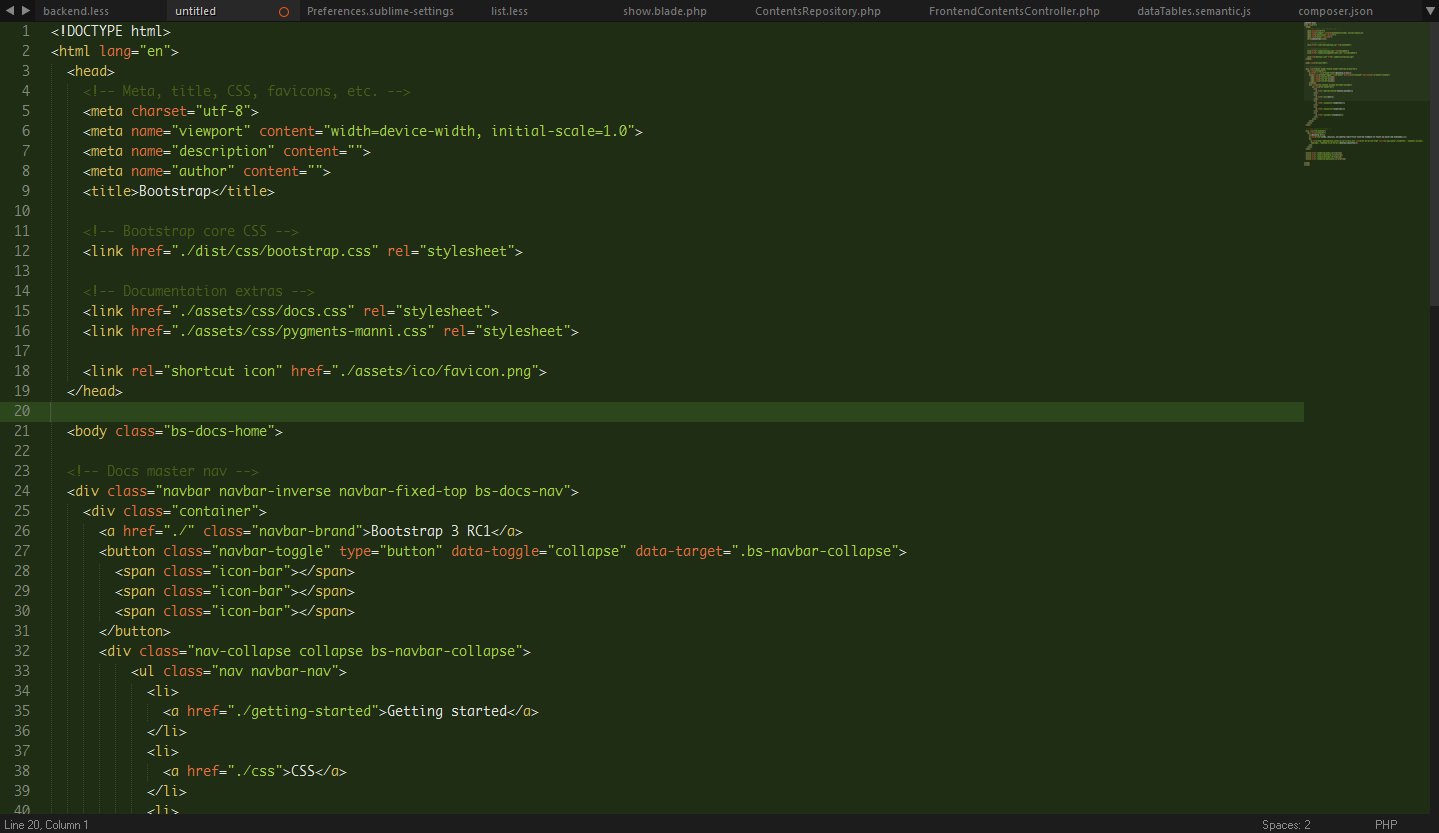 backend.less untitled Preferences.sublime-settings list.less show.blade.php ContentsRepository.php FrontendContentsController.php dataTables.semantic.js composer.json
1 <!DOCTYPE html>
2 <html lang="en">
3 <head>
4 <!-- Meta, title, CSS, favicons, etc. -->
5 <meta charset="utf-8">
6 <meta name="viewport" content="width=device-width, initial-scale=1.0">
7 <meta name="description" content="">
8 <meta name="author" content="">
9 <title>Bootstrap</title>
10
11 <!-- Bootstrap core CSS -->
12 <link href="./dist/css/bootstrap.css" rel="stylesheet">
13
14 <!-- Documentation extras -->
15 <link href="./assets/css/docs.css" rel="stylesheet">
16 <link href="./assets/css/pygments-manni.css" rel="stylesheet">
17
18 <link rel="shortcut icon" href="./assets/ico/favicon.png">
19 </head>
20
21 <body class="bs-docs-home">
22
23 <!-- Docs master nav -->
24 <div class="navbar navbar-inverse navbar-fixed-top bs-docs-nav">
25 <div class="container">
26 <a href="./" class="navbar-brand">Bootstrap 3 RC1</a>
27 <button class="navbar-toggle" type="button" data-toggle="collapse" data-target=".bs-navbar-collapse">
28 <span class="icon-bar"></span>
29 <span class="icon-bar"></span>
30 <span class="icon-bar"></span>
31 </button>
32 <div class="nav-collapse collapse bs-navbar-collapse">
33 <ul class="nav navbar-nav">
34 <li>
35 <a href="./getting-started">Getting started</a>
36 </li>
37 <li>
38 <a href="./css">CSS</a>
39 </li>
40 <li>
Line 20, Column 1 Spaces: 2 PHP